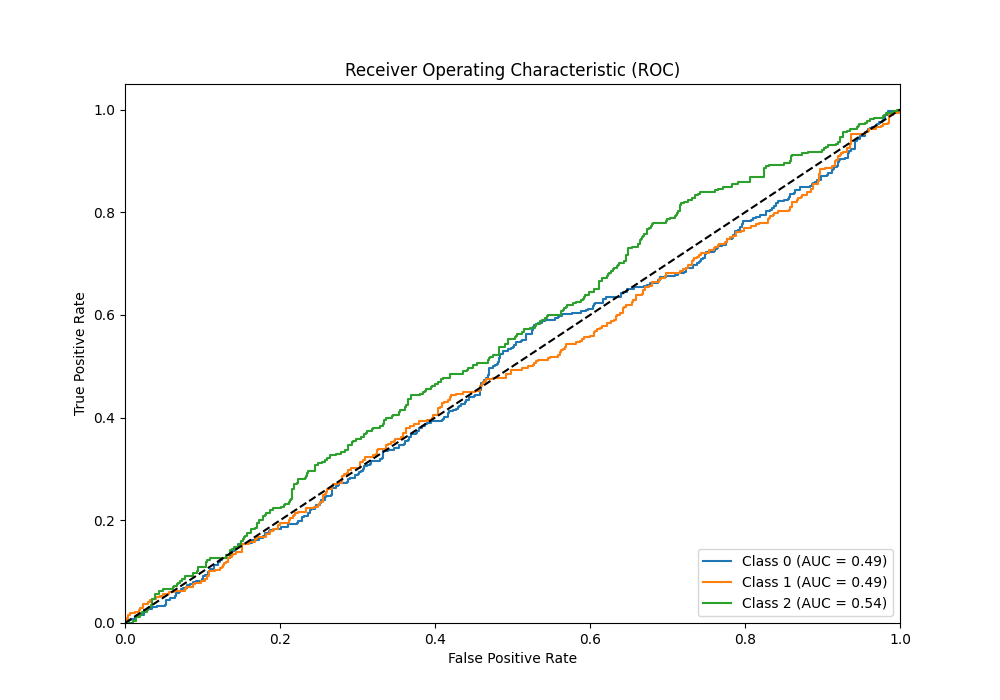 Receiver Operating Characteristic (ROC)
1.0
0.8
0.6
0.4
0.2
0.0
True Positive Rate
Class 0 (AUC = 0.49)
Class 1 (AUC = 0.49)
Class 2 (AUC = 0.54)
0.0 0.2 0.4 0.6 0.8 1.0
False Positive Rate